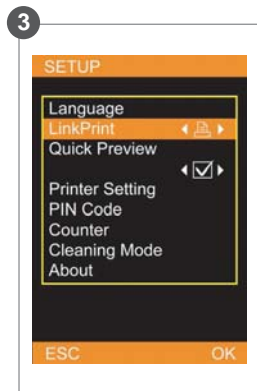 3
SETUP
Language
LinkPrint
Quick Preview
Printer Setting
PIN Code
Counter
Cleaning Mode
About
ESC OK